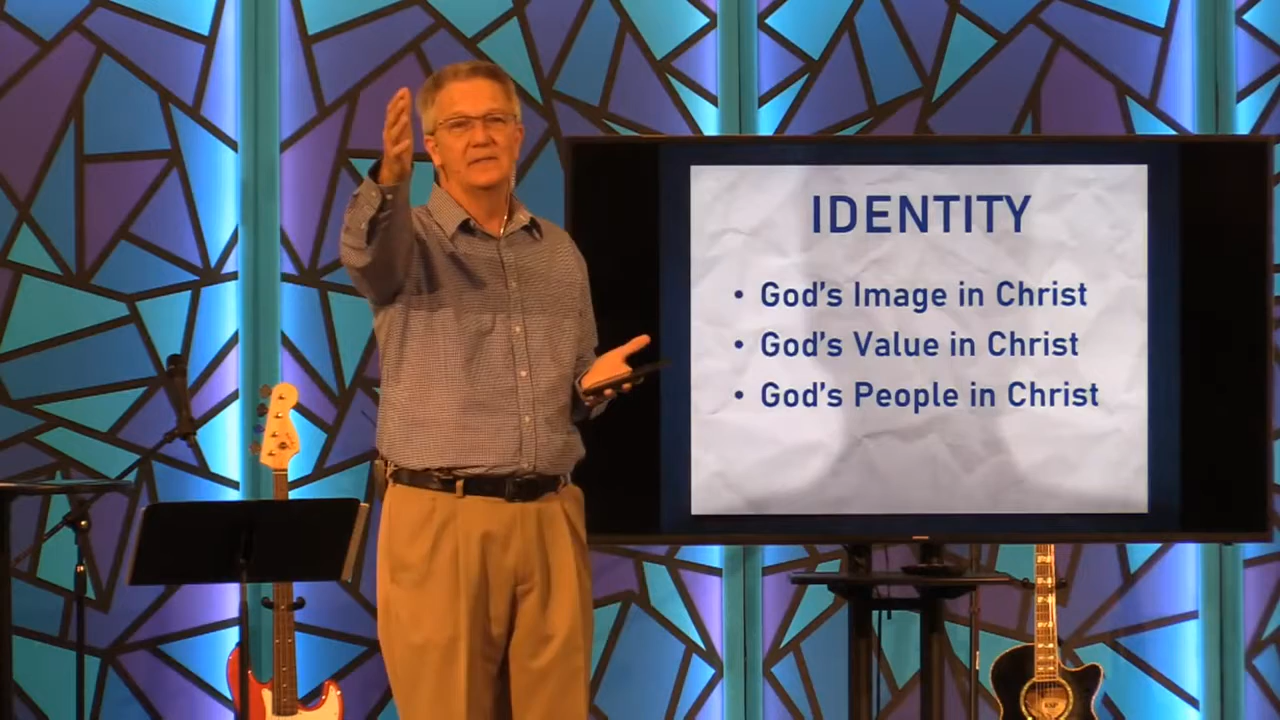 IDENTITY
• God's Image in Christ
• God's Value in Christ
• God's People in Christ